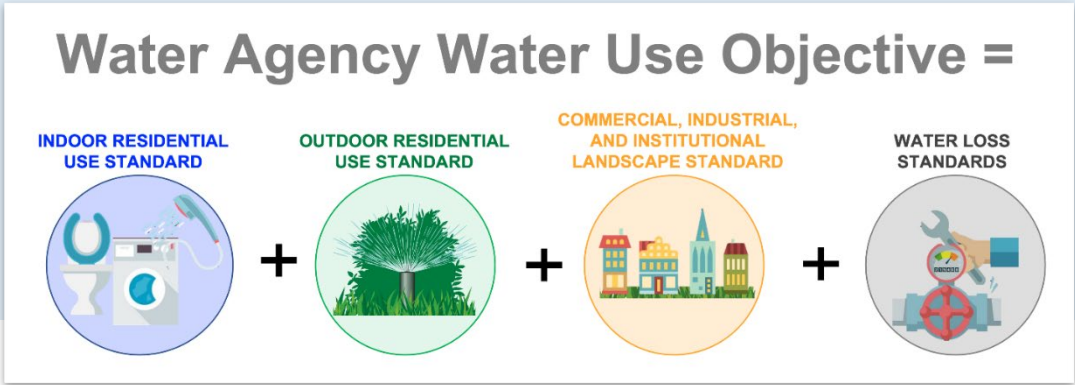 Water Agency Water Use Objective =
INDOOR RESIDENTIAL
USE STANDARD
+
OUTDOOR RESIDENTIAL
USE STANDARD
+
COMMERCIAL, INDUSTRIAL,
AND INSTITUTIONAL
LANDSCAPE STANDARD
+
WATER LOSS
STANDARDS